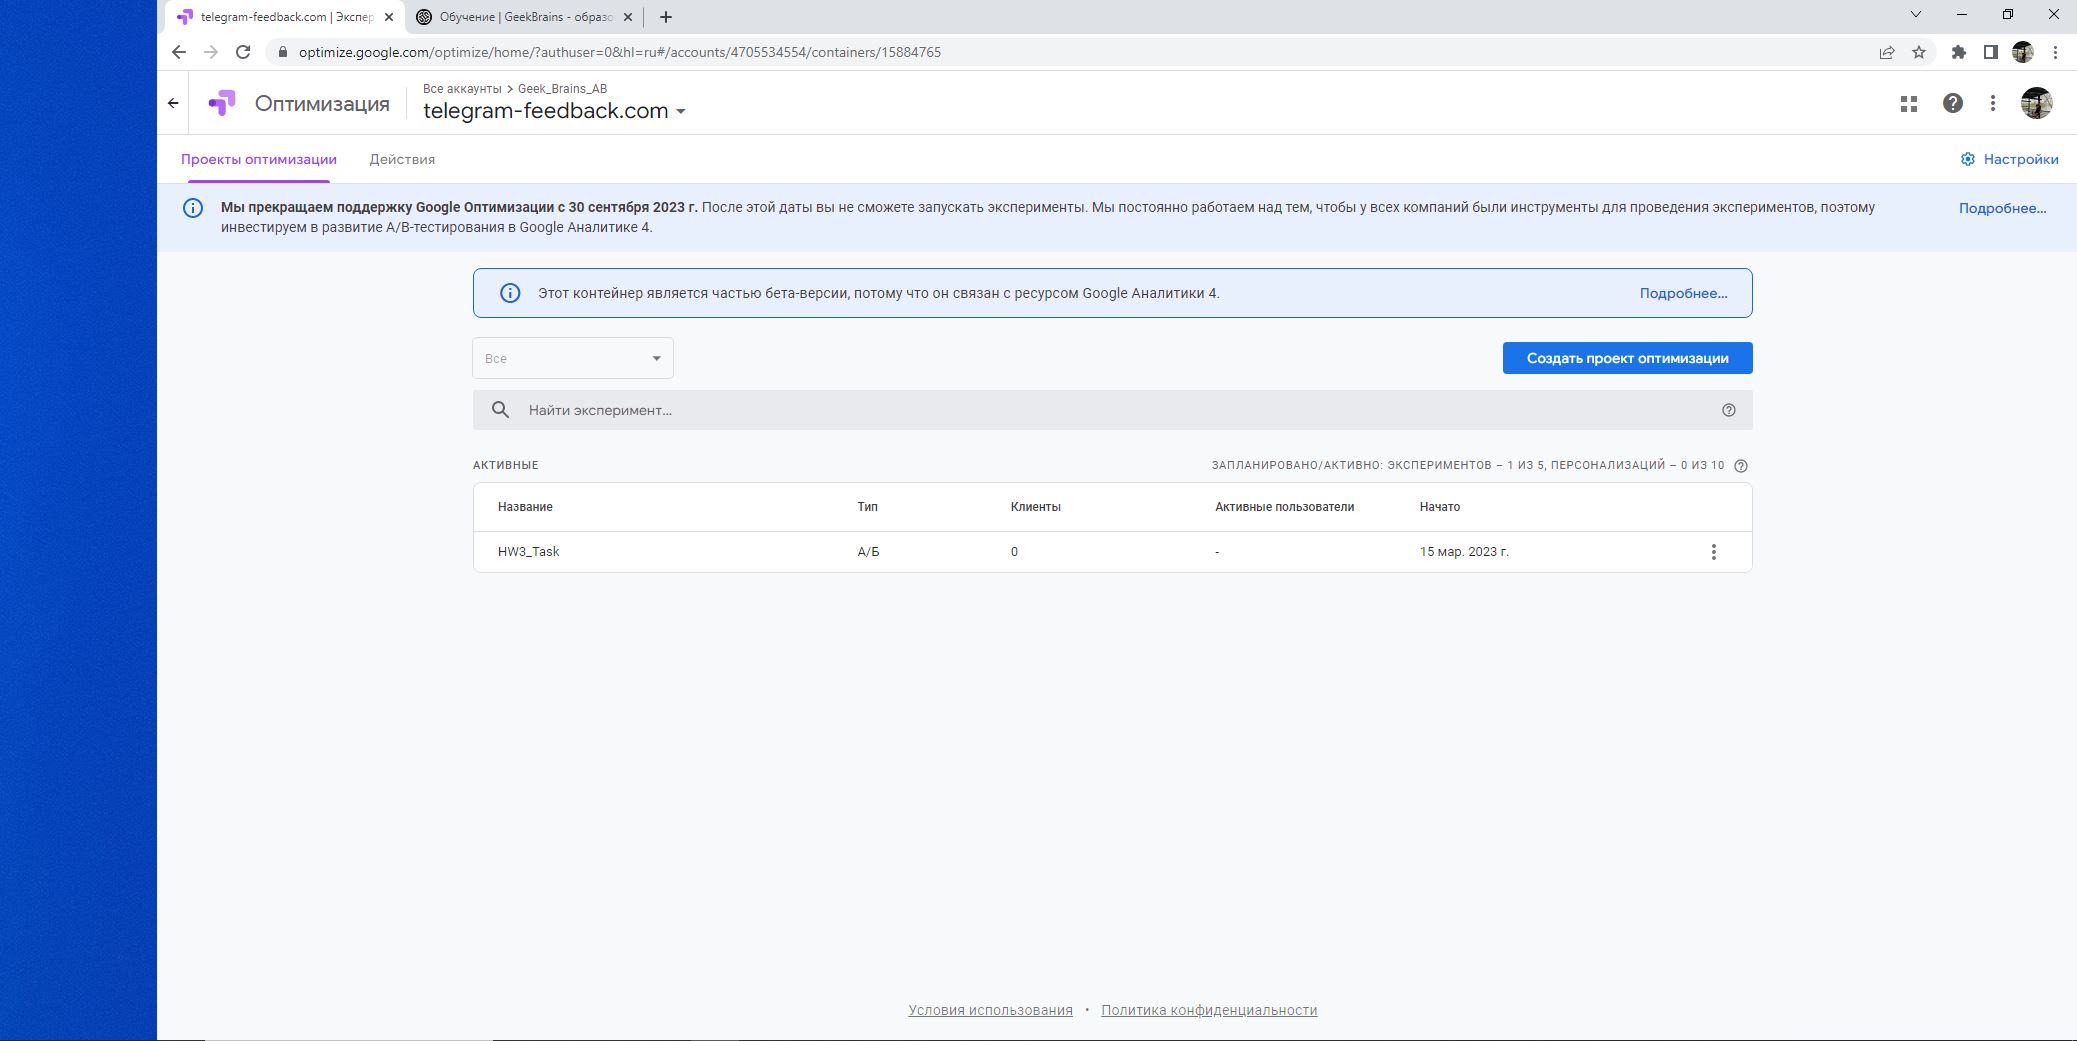 telegram-feedback.com | Экспер
Обучение | GeekBrains - образо
optimize.google.com/optimize/home/?authuser=0&hl=ru#/accounts/4705534554/containers/15884765
Оптимизация
Все аккаунты > Geek_Brains_AB
telegram-feedback.com
Проекты оптимизации
Действия
Настройки
Мы прекращаем поддержку Google Оптимизации с 30 сентября 2023 г. После этой даты вы не сможете запускать эксперименты. Мы постоянно работаем над тем, чтобы у всех компаний были инструменты для проведения экспериментов, поэтому
инвестируем в развитие A/B-тестирования в Google Аналитике 4.
Подробнее…
Этот контейнер является частью бета-версии, потому что он связан с ресурсом Google Аналитики 4.
Подробнее…
Все
Создать проект оптимизации
Найти эксперимент…
АКТИВНЫЕ
ЗАПЛАНИРОВАНО/АКТИВНО: ЭКСПЕРИМЕНТОВ – 1 ИЗ 5, ПЕРСОНАЛИЗАЦИЙ – 0 ИЗ 10
Название Тип Клиенты Активные пользователи Начато
HW3_Task А/Б 0 - 15 мар. 2023 г.
Условия использования • Политика конфиденциальности